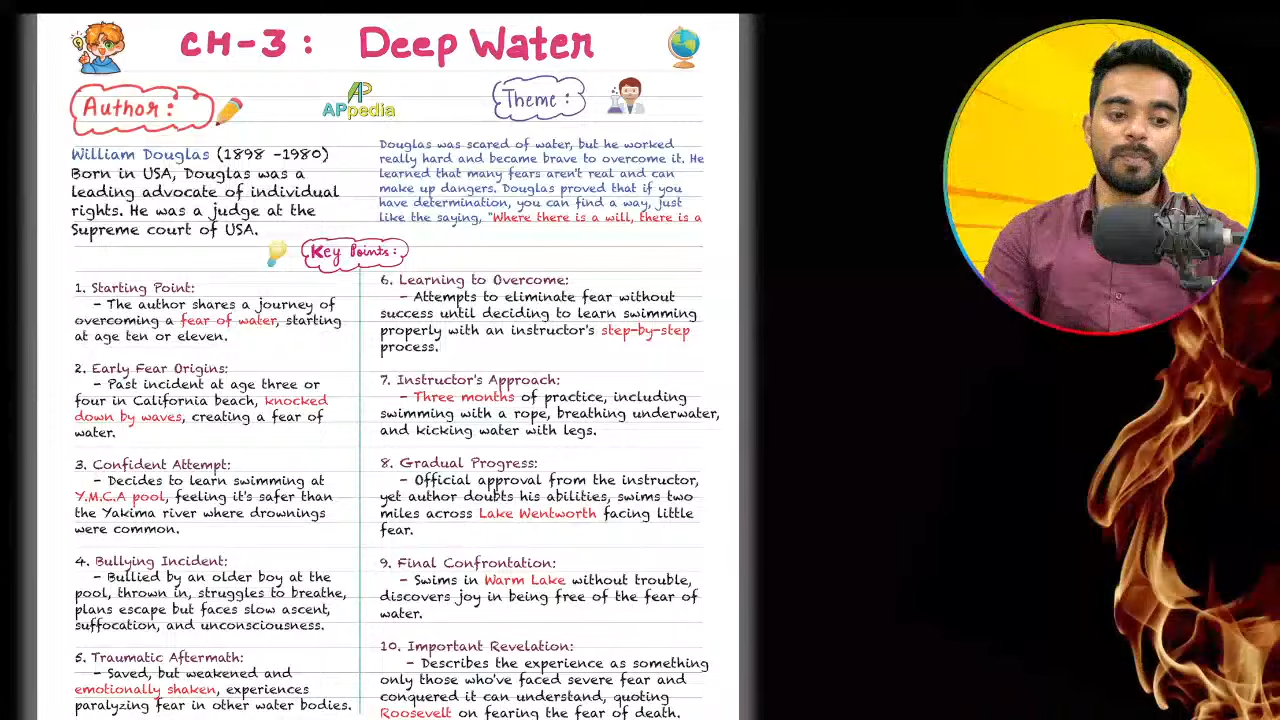 CH-3 : Deep Water
Author:
APpedia
Theme:
William Douglas (1898 -1980)
Born in USA, Douglas was a
leading advocate of individual
rights. He was a judge at the
Supreme court of USA.
Douglas was scared of water, but he worked
really hard and became brave to overcome it. He
learned that many fears aren't real and can
make up dangers. Douglas proved that if you
have determination, you can find a way, just
like the saying, "Where there is a will, there is a
Key Points:
1. Starting Point:
- The author shares a journey of
overcoming a fear of water, starting
at age ten or eleven.
2. Early Fear Origins:
- Past incident at age three or
four in California beach, knocked
down by waves, creating a fear of
water.
3. Confident Attempt:
- Decides to learn swimming at
Y.M.C.A pool, feeling it's safer than
the Yakima river where drownings
were common.
4. Bullying Incident:
- Bullied by an older boy at the
pool, thrown in, struggles to breathe,
plans escape but faces slow ascent,
suffocation, and unconsciousness.
5. Traumatic Aftermath:
- Saved, but weakened and
emotionally shaken, experiences
paralyzing fear in other water bodies.
6. Learning to Overcome:
- Attempts to eliminate fear without
success until deciding to learn swimming
properly with an instructor's step-by-step
process.
7. Instructor's Approach:
- Three months of practice, including
swimming with a rope, breathing underwater,
and kicking water with legs.
8. Gradual Progress:
- Official approval from the instructor,
yet author doubts his abilities, swims two
miles across Lake Wentworth facing little
fear.
9. Final Confrontation:
- Swims in Warm Lake without trouble,
discovers joy in being free of the fear of
water.
10. Important Revelation:
- Describes the experience as something
only those who've faced severe fear and
conquered it can understand, quoting
Roosevelt on fearing the fear of death.